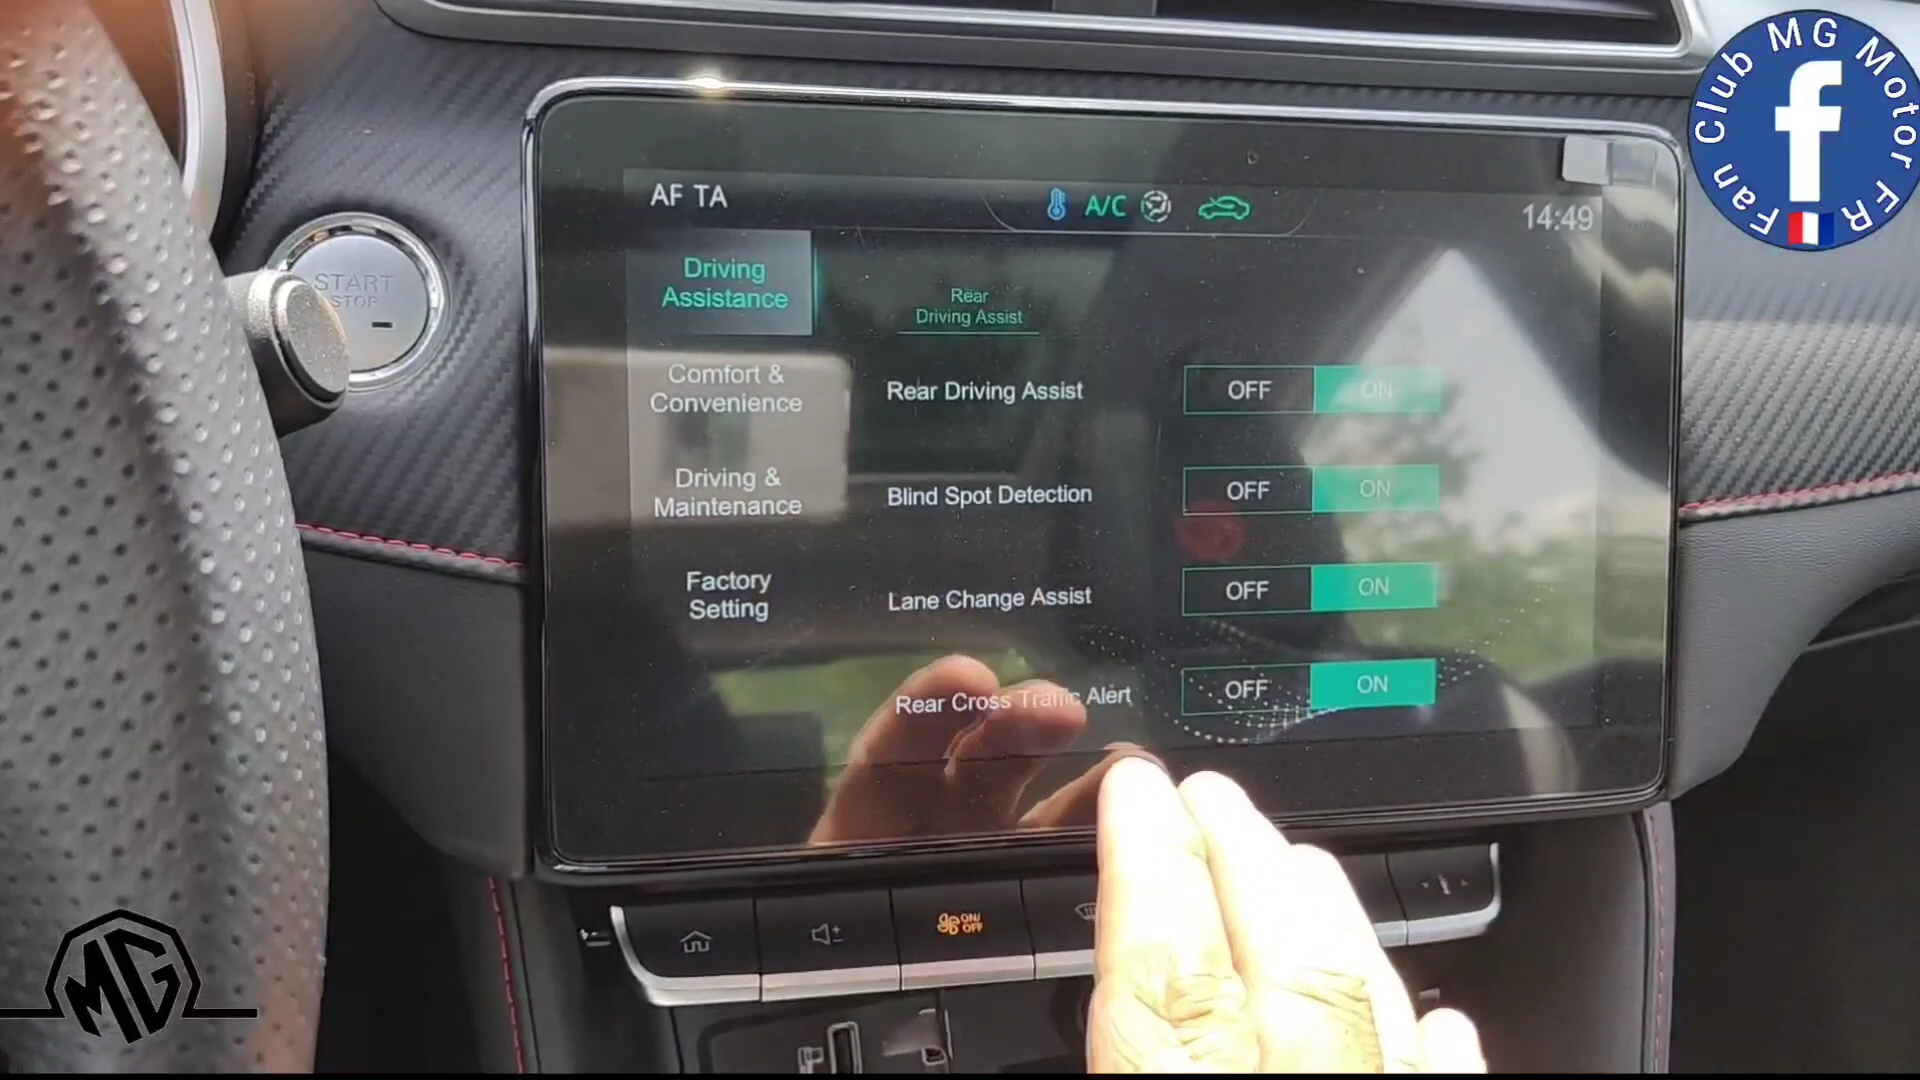 Fan Club MG Motor FR
f
AF TA
A/C
14:49
START
STOP
Driving
Assistance
Rear
Driving Assist
Comfort &
Convenience
Rear Driving Assist
OFF
ON
Driving &
Maintenance
Blind Spot Detection
OFF
ON
Factory
Setting
Lane Change Assist
OFF
ON
Rear Cross Traffic Alert
OFF
ON
ON/
OFF
MG